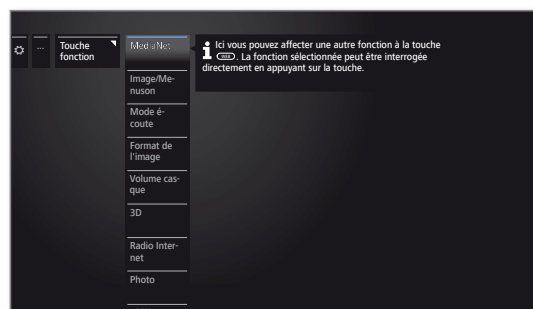 ...
Touche
fonction
MediaNet
Ici vous pouvez affecter une autre fonction à la touche
. La fonction sélectionnée peut être interrogée
directement en appuyant sur la touche.
Image/Me-
nuson
Mode é-
coute
Format de
l'image
Volume cas-
que
3D
Radio Inter-
net
Photo